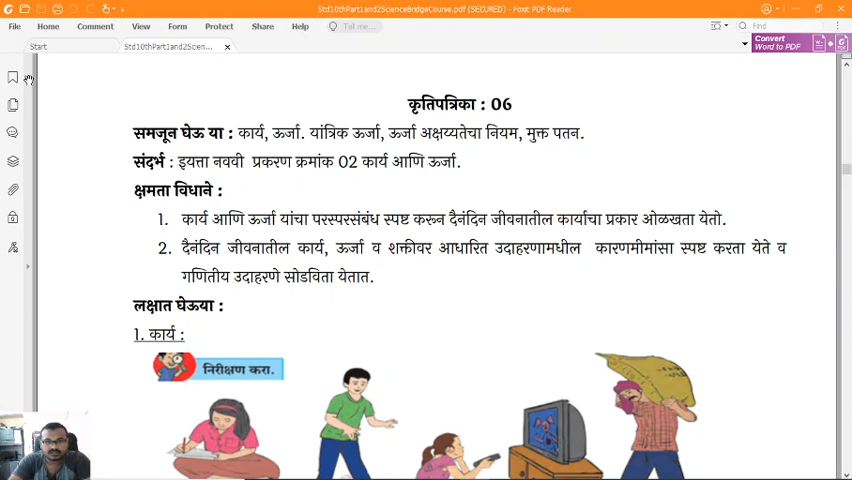 Std10thPart1and2ScienceBridgeCourse.pdf (SECURED) - Foxit PDF Reader
File Home Comment View Form Protect Share Help Tell me... Find
Start Std10thPart1and2Scien...
Convert
Word to PDF
कृतिपत्रिका : 06
समजून घेऊ या : कार्य, ऊर्जा. यांत्रिक ऊर्जा, ऊर्जा अक्षय्यतेचा नियम, मुक्त पतन.
संदर्भ : इयत्ता नववी प्रकरण क्रमांक 02 कार्य आणि ऊर्जा.
क्षमता विधाने :
1. कार्य आणि ऊर्जा यांचा परस्परसंबंध स्पष्ट करून दैनंदिन जीवनातील कार्याचा प्रकार ओळखता येतो.
2. दैनंदिन जीवनातील कार्य, ऊर्जा व शक्तीवर आधारित उदाहरणामधील कारणमीमांसा स्पष्ट करता येते व
गणितीय उदाहरणे सोडविता येतात.
लक्षात घेऊया :
1. कार्य :
निरीक्षण करा.